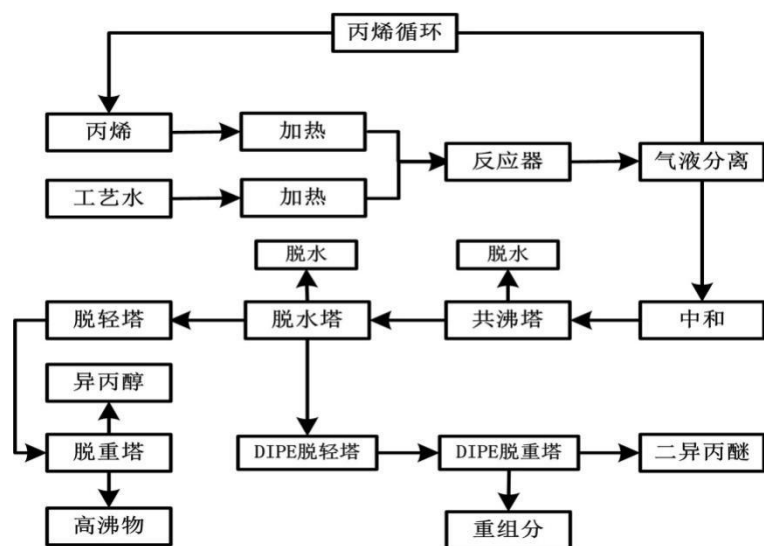 丙烯循环
丙烯
加热
反应器
气液分离
工艺水
加热
脱水
脱水
脱轻塔
脱水塔
共沸塔
中和
异丙醇
脱重塔
DIPE脱轻塔
DIPE脱重塔
二异丙醚
高沸物
重组分